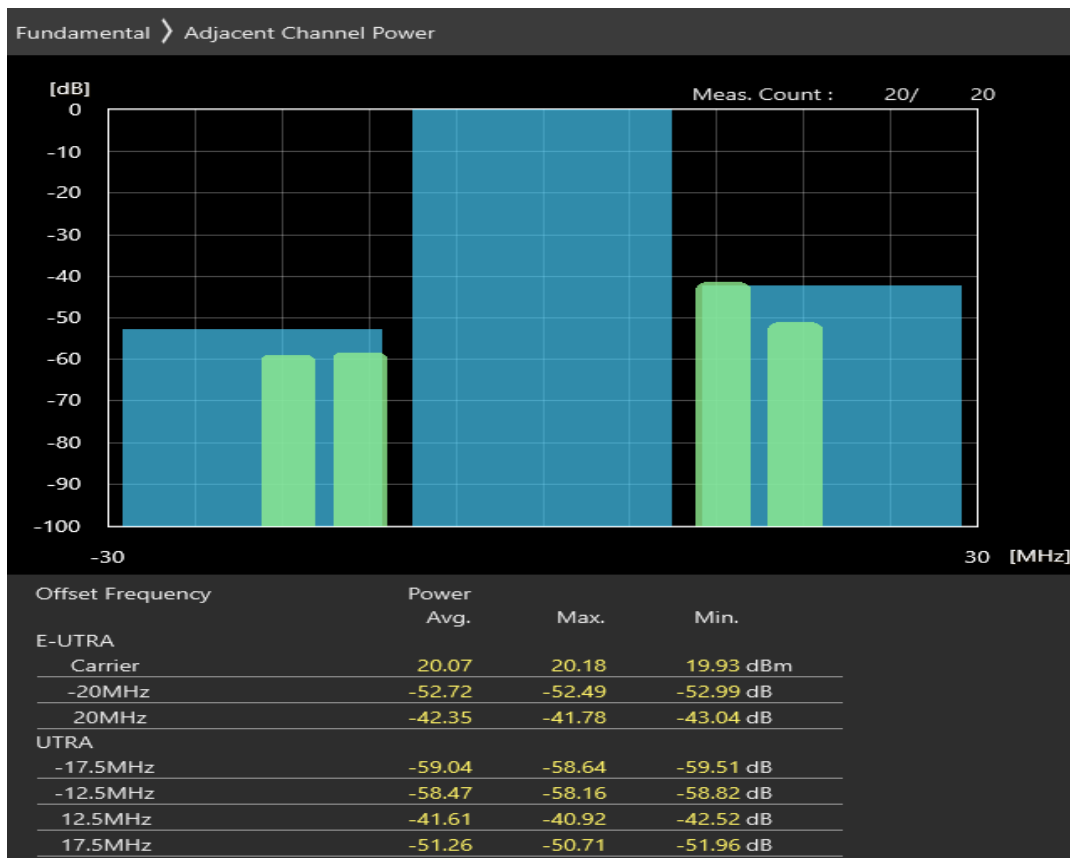 Fundamental 〉 Adjacent Channel Power
[dB]
Meas. Count : 20/ 20
0
-10
-20
-30
-40
-50
-60
-70
-80
-90
-100
-30 30 [MHz]
Offset Frequency Power
Avg. Max. Min.
E-UTRA
Carrier 20.07 20.18 19.93 dBm
-20MHz -52.72 -52.49 -52.99 dB
20MHz -42.35 -41.78 -43.04 dB
UTRA
-17.5MHz -59.04 -58.64 -59.51 dB
-12.5MHz -58.47 -58.16 -58.82 dB
12.5MHz -41.61 -40.92 -42.52 dB
17.5MHz -51.26 -50.71 -51.96 dB